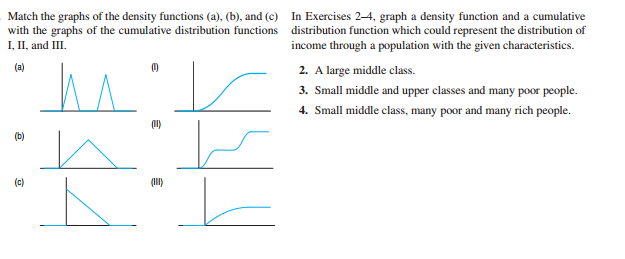 Match the graphs of the density functions (a), (b), and (c)
with the graphs of the cumulative distribution functions
I, II, and III.
(a)
(I)
(II)
(b)
(c)
(III)
In Exercises 2–4, graph a density function and a cumulative
distribution function which could represent the distribution of
income through a population with the given characteristics.
2. A large middle class.
3. Small middle and upper classes and many poor people.
4. Small middle class, many poor and many rich people.